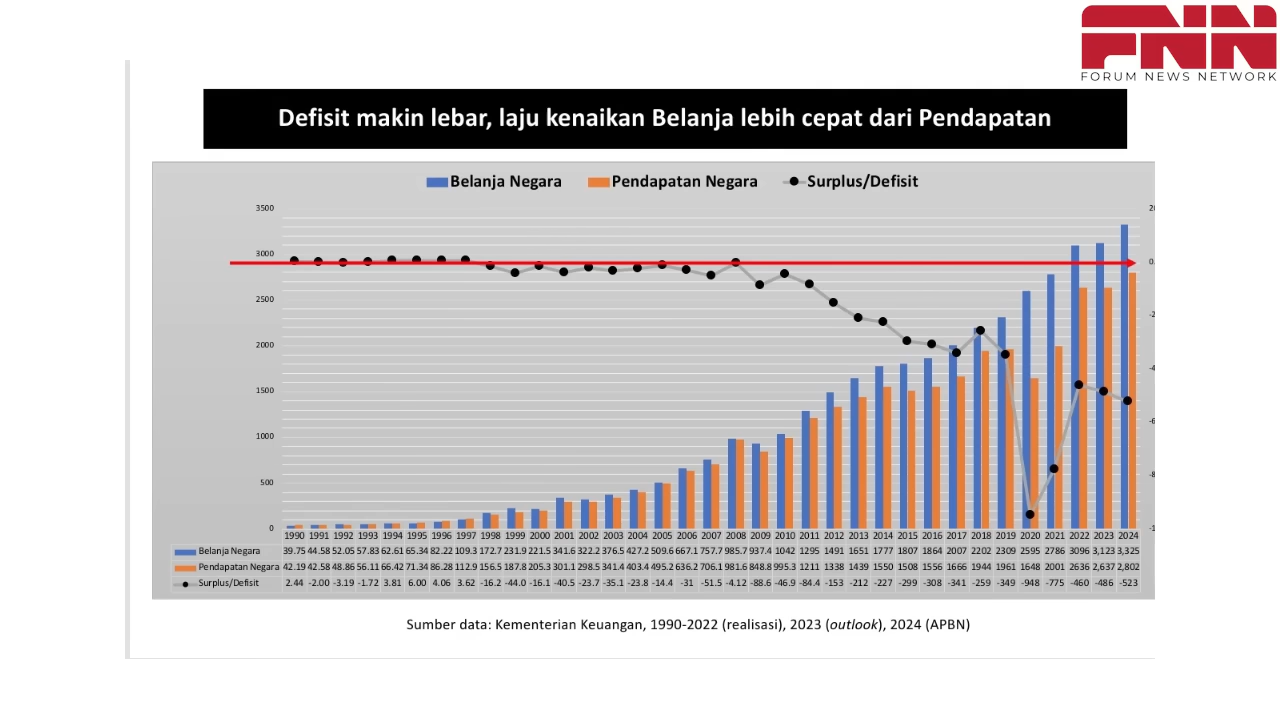 FNN
FORUM NEWS NETWORK
Defisit makin lebar, laju kenaikan Belanja lebih cepat dari Pendapatan
Belanja Negara Pendapatan Negara Surplus/Defisit
3500
3000
2500
2000
1500
1000
500
0
1990 1991 1992 1993 1994 1995 1996 1997 1998 1999 2000 2001 2002 2003 2004 2005 2006 2007 2008 2009 2010 2011 2012 2013 2014 2015 2016 2017 2018 2019 2020 2021 2022 2023 2024
Belanja Negara 39.75 44.58 52.05 57.83 62.61 65.34 82.22 109.3 172.7 231.9 221.5 341.6 322.2 376.5 427.2 509.6 667.1 757.7 985.7 937.4 1042 1295 1491 1651 1777 1807 1864 2007 2202 2309 2595 2786 3096 3,123 3,325
Pendapatan Negara 42.19 42.58 48.86 56.11 66.42 71.34 86.28 112.9 156.5 187.8 205.3 301.1 298.5 341.4 403.4 495.2 636.2 706.1 981.6 848.8 995.3 1211 1338 1439 1550 1508 1556 1666 1944 1961 1648 2001 2636 2,637 2,802
Surplus/Defisit 2.44 -2.00 -3.19 -1.72 3.81 6.00 4.06 3.62 -16.2 -44.0 -16.1 -40.5 -23.7 -35.1 -23.8 -14.4 -31 -51.5 -4.12 -88.6 -46.9 -84.4 -153 -212 -227 -299 -308 -341 -259 -349 -948 -775 -460 -486 -523
Sumber data: Kementerian Keuangan, 1990-2022 (realisasi), 2023 (outlook), 2024 (APBN)